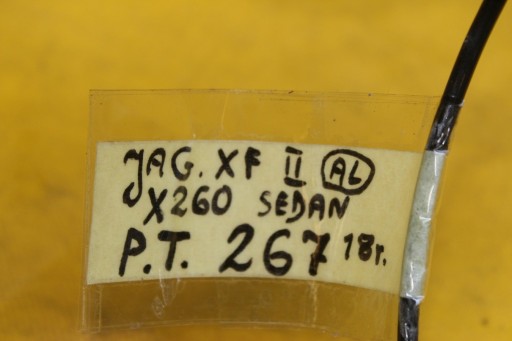 JAG. XF II AL
X260 SEDAN
P.T. 267 18r.